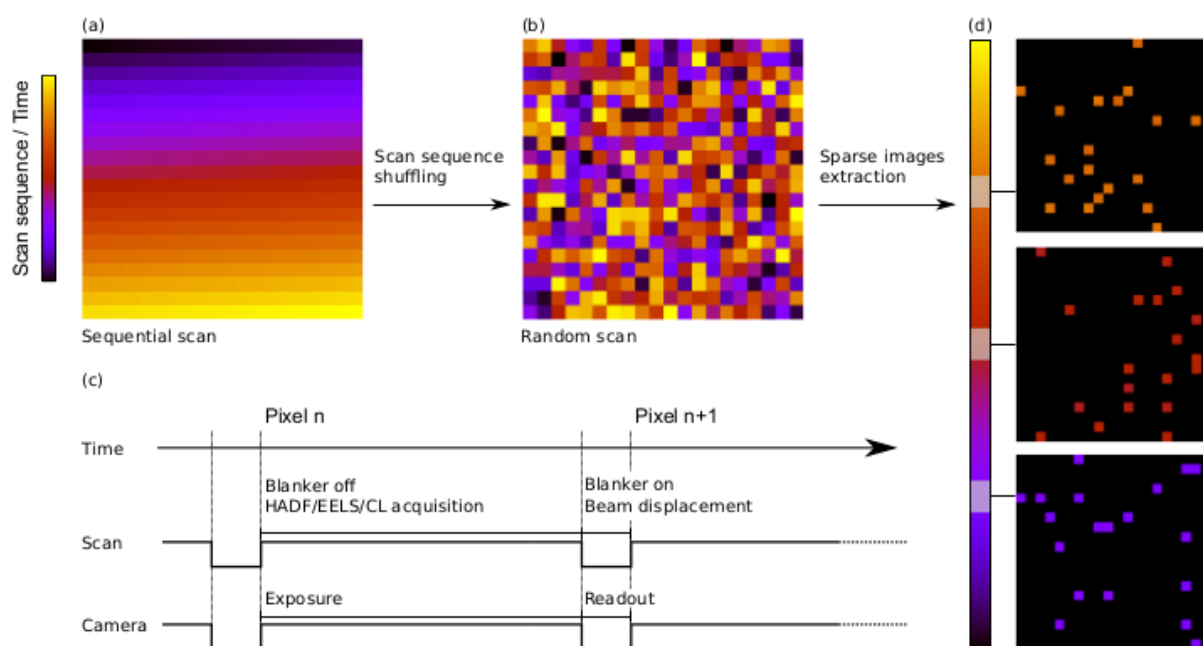 (a)
(b)
(d)
Scan sequence / Time
Scan sequence
shuffling
Sparse images
extraction
Sequential scan
Random scan
(c)
Pixel n
Pixel n+1
Time
Blanker off
HADF/EELS/CL acquisition
Blanker on
Beam displacement
Scan
Exposure
Readout
Camera